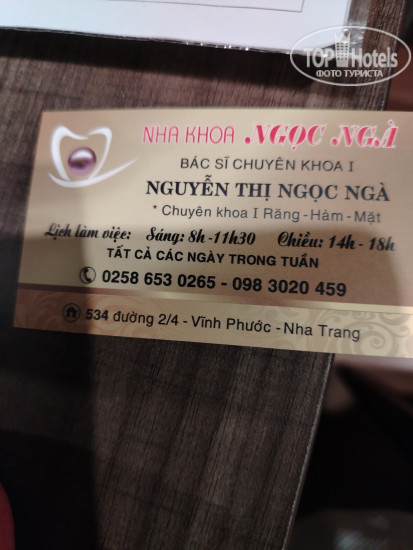 TOP Hotels
ФОТО ТУРИСТА
NHA KHOA NGỌC NGÀ
BÁC SĨ CHUYÊN KHOA I
NGUYỄN THỊ NGỌC NGÀ
* Chuyên khoa I Răng - Hàm - Mặt
Lịch làm việc: Sáng: 8h -11h30 Chiều: 14h - 18h
TẤT CẢ CÁC NGÀY TRONG TUẦN
0258 653 0265 - 098 3020 459
534 đường 2/4 - Vĩnh Phước - Nha Trang